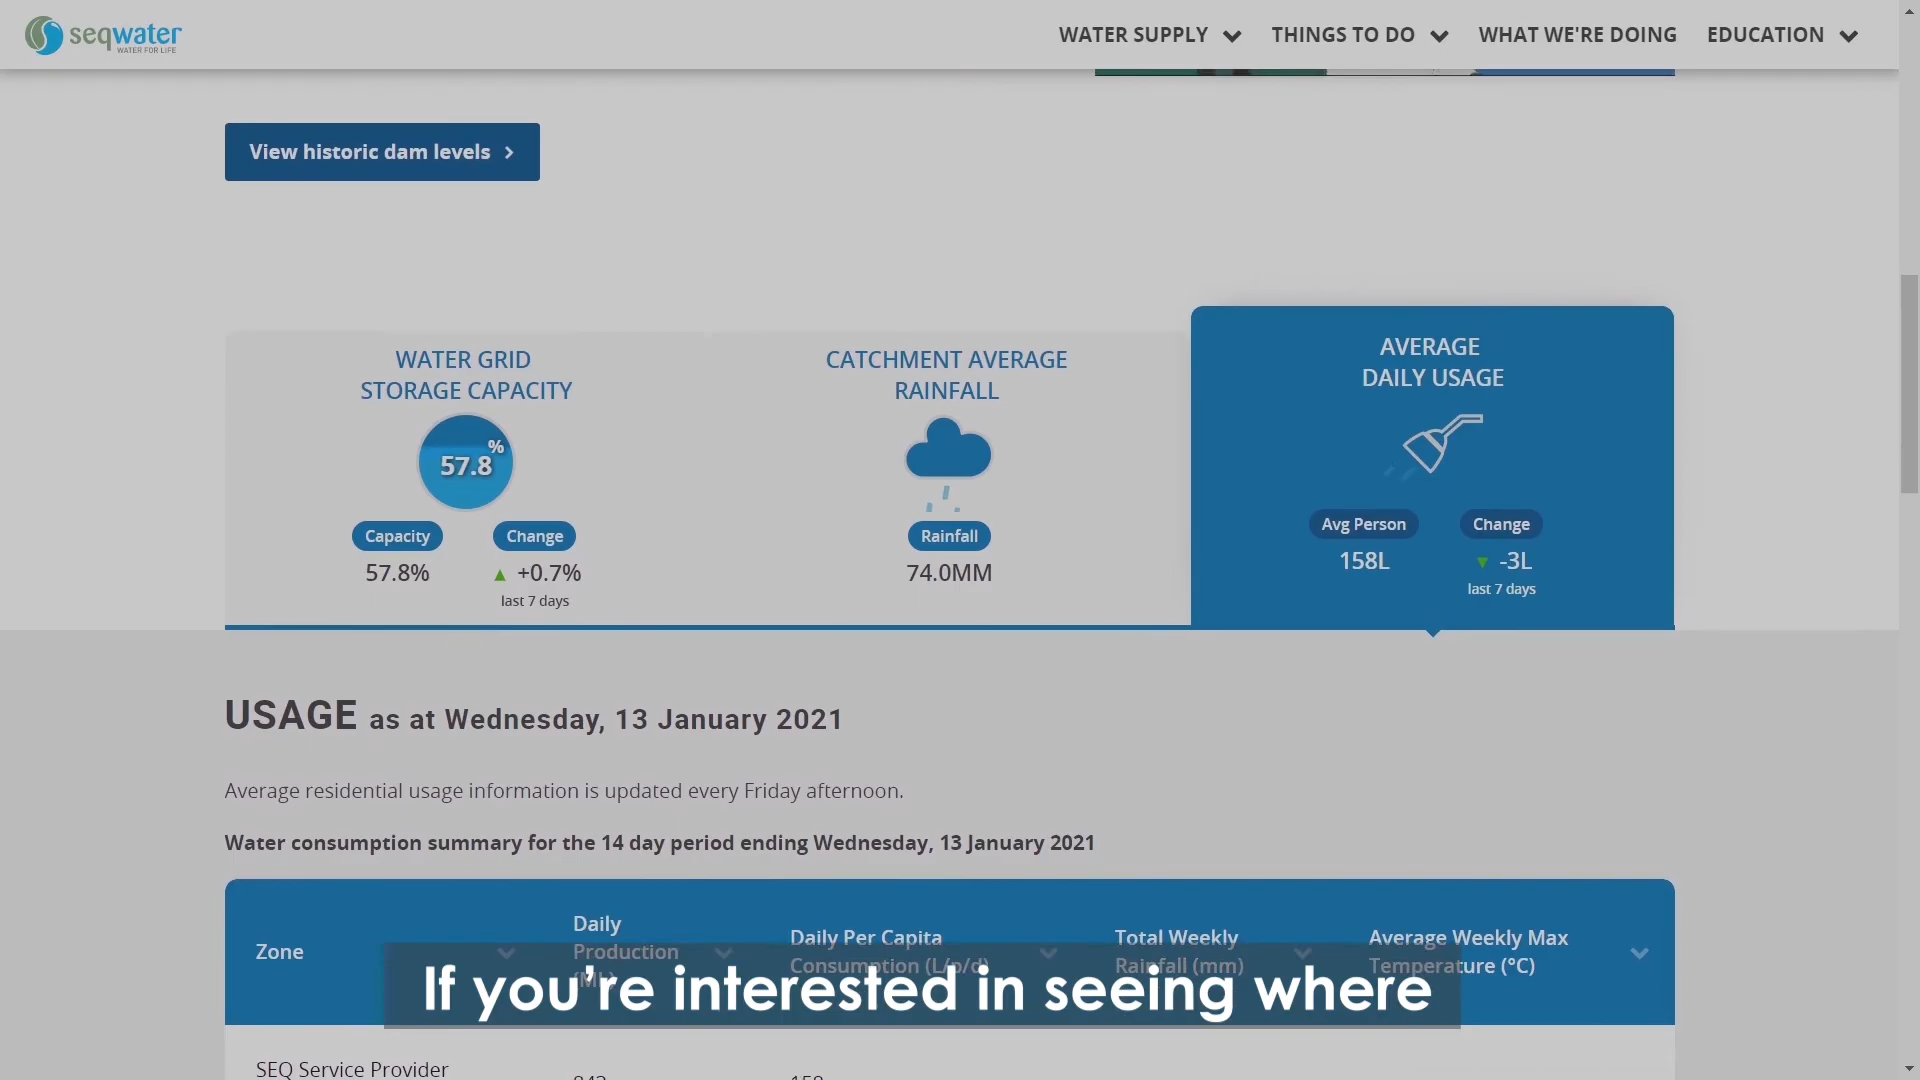 seqwater
WATER FOR LIFE
WATER SUPPLY
THINGS TO DO
WHAT WE'RE DOING
EDUCATION
View historic dam levels
WATER GRID
STORAGE CAPACITY
57.8%
Capacity
Change
57.8%
+0.7%
last 7 days
CATCHMENT AVERAGE
RAINFALL
Rainfall
74.0MM
AVERAGE
DAILY USAGE
Avg Person
Change
158L
-3L
last 7 days
USAGE as at Wednesday, 13 January 2021
Average residential usage information is updated every Friday afternoon.
Water consumption summary for the 14 day period ending Wednesday, 13 January 2021
Zone
Daily
Production
(ML)
Daily Per Capita
Consumption (L/p/d)
Total Weekly
Rainfall (mm)
Average Weekly Max
Temperature (°C)
If you're interested in seeing where
SEQ Service Provider